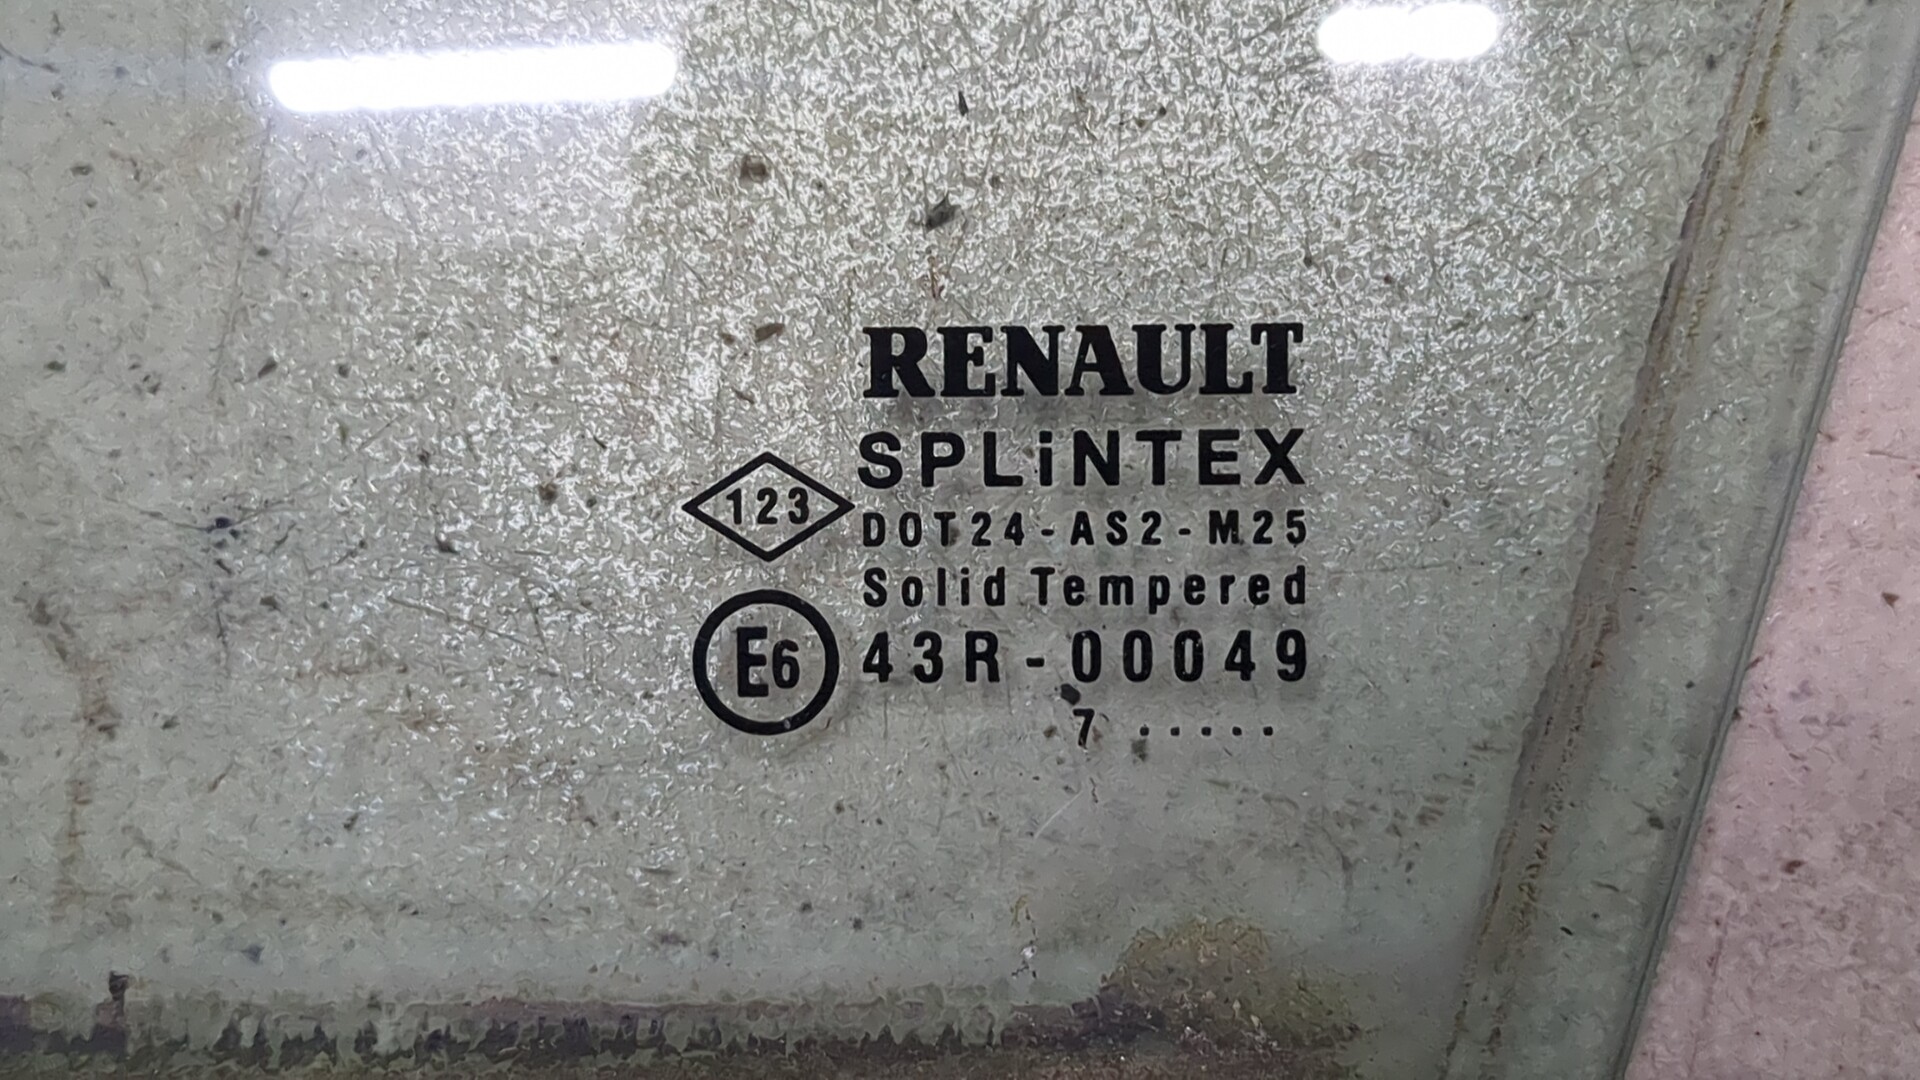 RENAULT
SPLiNTEX
123
DOT24-AS2-M25
Solid Tempered
E6
43R-00049
7 .....